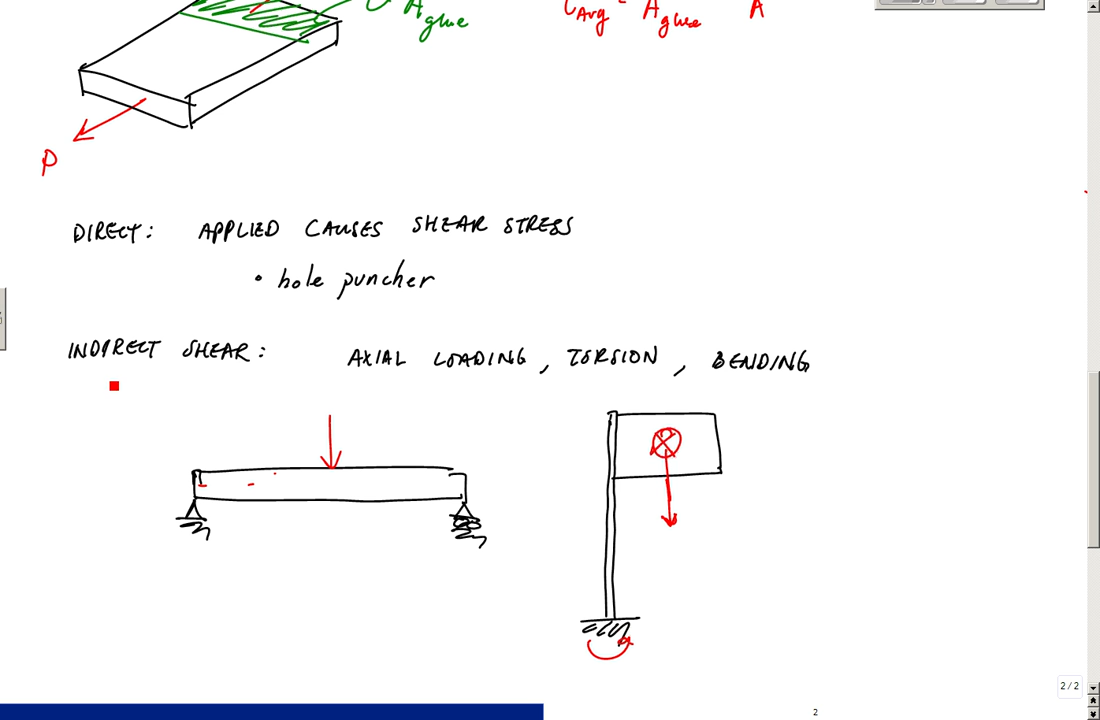 A glue
τ Avg = A glue A
P
DIRECT: APPLIED CAUSES SHEAR STRESS
• hole puncher
INDIRECT SHEAR: AXIAL LOADING, TORSION, BENDING
2/2
2